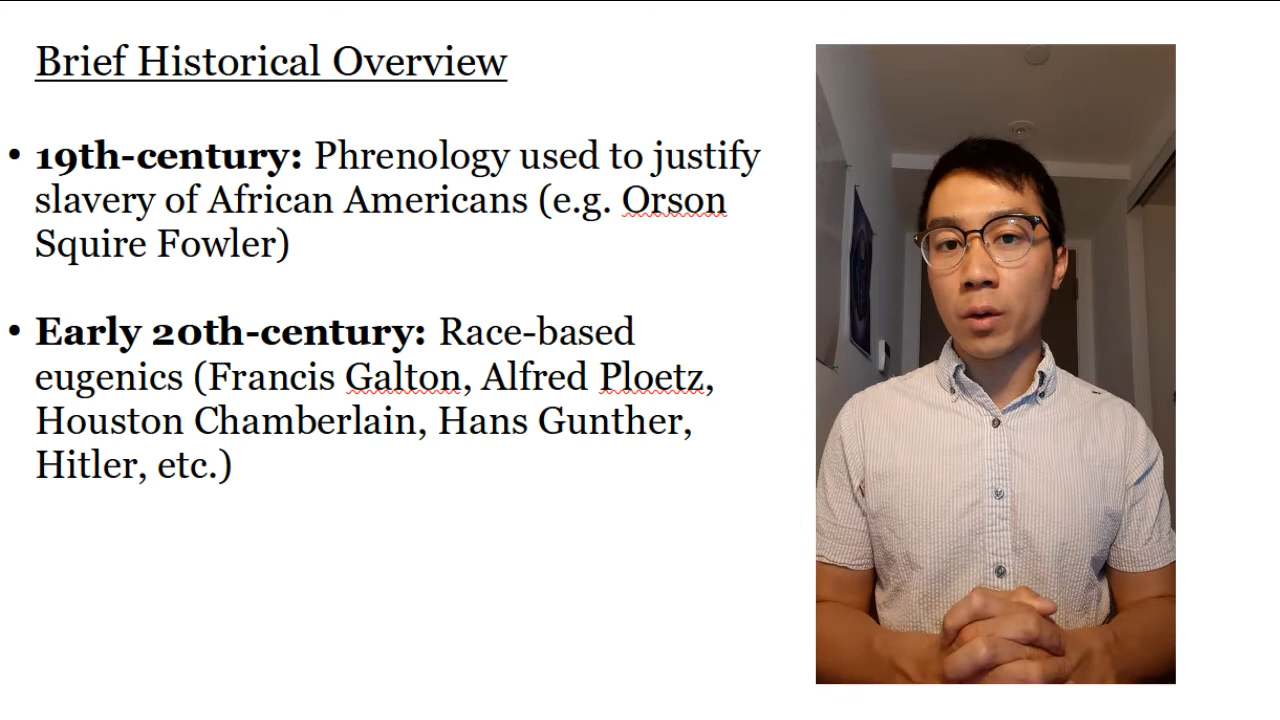 Brief Historical Overview
• 19th-century: Phrenology used to justify
slavery of African Americans (e.g. Orson
Squire Fowler)
• Early 20th-century: Race-based
eugenics (Francis Galton, Alfred Ploetz,
Houston Chamberlain, Hans Gunther,
Hitler, etc.)